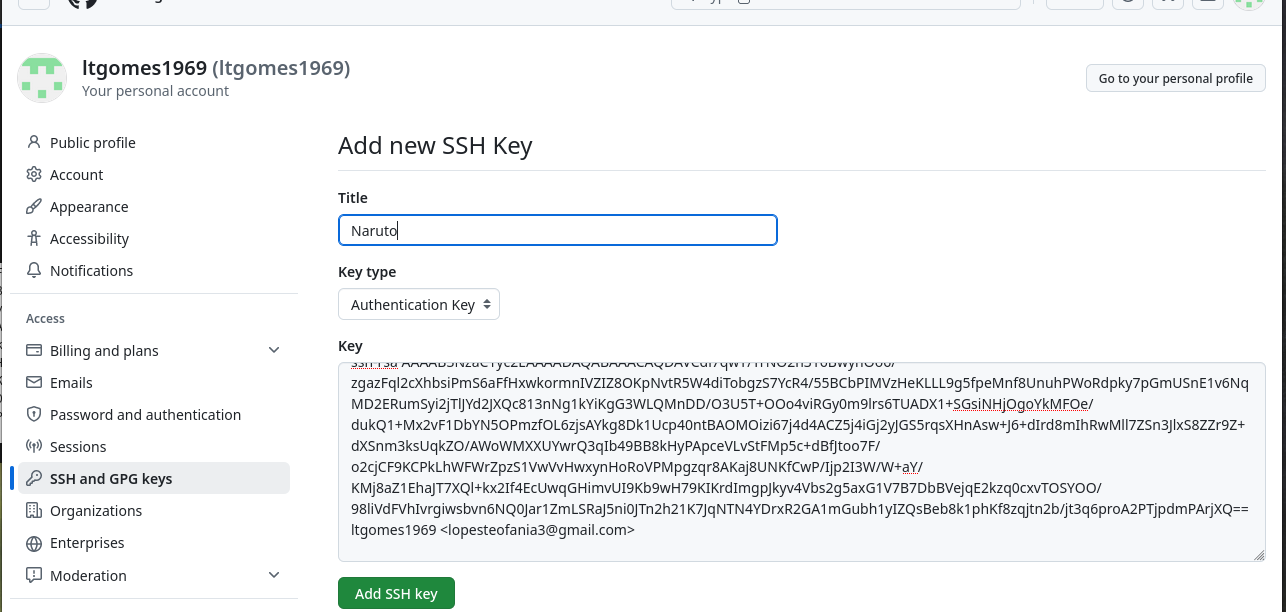 ltgomes1969 (ltgomes1969)
Your personal account
Go to your personal profile
Public profile
Account
Appearance
Accessibility
Notifications
Access
Billing and plans
Emails
Password and authentication
Sessions
SSH and GPG keys
Organizations
Enterprises
Moderation
Add new SSH Key
Title
Naruto
Key type
Authentication Key
Key
zgazFql2cXhbsiPmS6aFfHxwkormnIVZIZ8OKpNvtR5W4diTobgzS7YcR4/55BCbPIMVzHeKLLL9g5fpeMnf8UnuhPWoRdpky7pGmUSnE1v6Nq
MD2ERumSyi2jTlJYd2JXQc813nNg1kYiKgG3WLQMnDD/O3U5T+OOo4viRGy0m9lrs6TUADX1+SGsiNHjOgoYkMFOe/
dukQ1+Mx2vF1DbYN5OPmzfOL6zjsAYkg8Dk1Ucp40ntBAOMOizi67j4d4ACZ5j4iGj2yJGS5rqsXHnAsw+J6+dIrd8mIhRwMll7ZSn3JlxS8ZZr9Z+
dXSnm3ksUqkZO/AWoWMXXUYwrQ3qIb49BB8kHyPApceVLvStFMp5c+dBfJtoo7F/
o2cjCF9KCPkLhWFWrZpzS1VwVvHwxynHoRoVPMpgzqr8AKaj8UNKfCwP/Ijp2I3W/W+aY/
KMj8aZ1EhaJT7XQl+kx2If4EcUwqGHimvUI9Kb9wH79KIKrdImgpJkyv4Vbs2g5axG1V7B7DbBVejqE2kzq0cxvTOSYOO/
98liVdFVhIvrgiwsbvn6NQ0Jar1ZmLSRaJ5ni0JTn2h21K7JqNTN4YDrxR2GA1mGubh1yIZQsBeb8k1phKf8zqjtn2b/jt3q6proA2PTJpdmPArjXQ==
ltgomes1969 <lopesteofania3@gmail.com>
Add SSH key